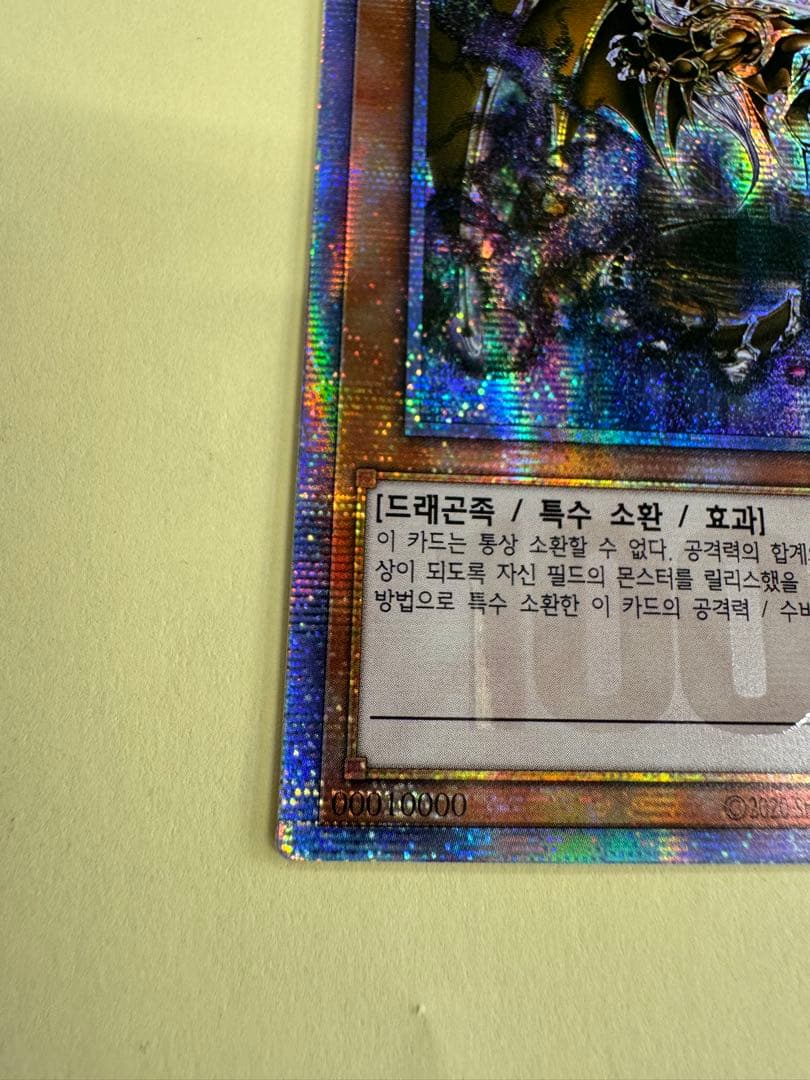 [드래곤족 / 특수 소환 / 효과]
이 카드는 통상 소환할 수 없다. 공격력의 합계
상이 되도록 자신 필드의 몬스터를 릴리스했을
방법으로 특수 소환한 이 카드의 공격력 / 수비
100
00010000
©2020 S